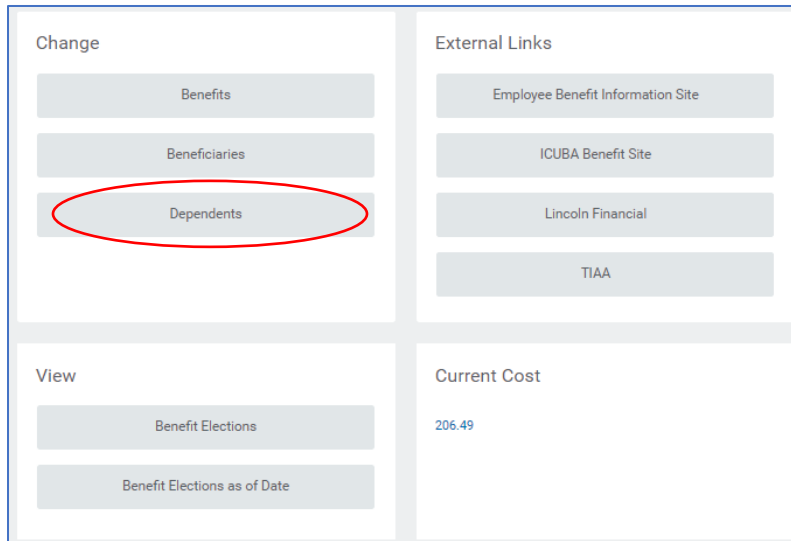 Change
Benefits
Beneficiaries
Dependents
External Links
Employee Benefit Information Site
ICUBA Benefit Site
Lincoln Financial
TIAA
View
Benefit Elections
Benefit Elections as of Date
Current Cost
206.49